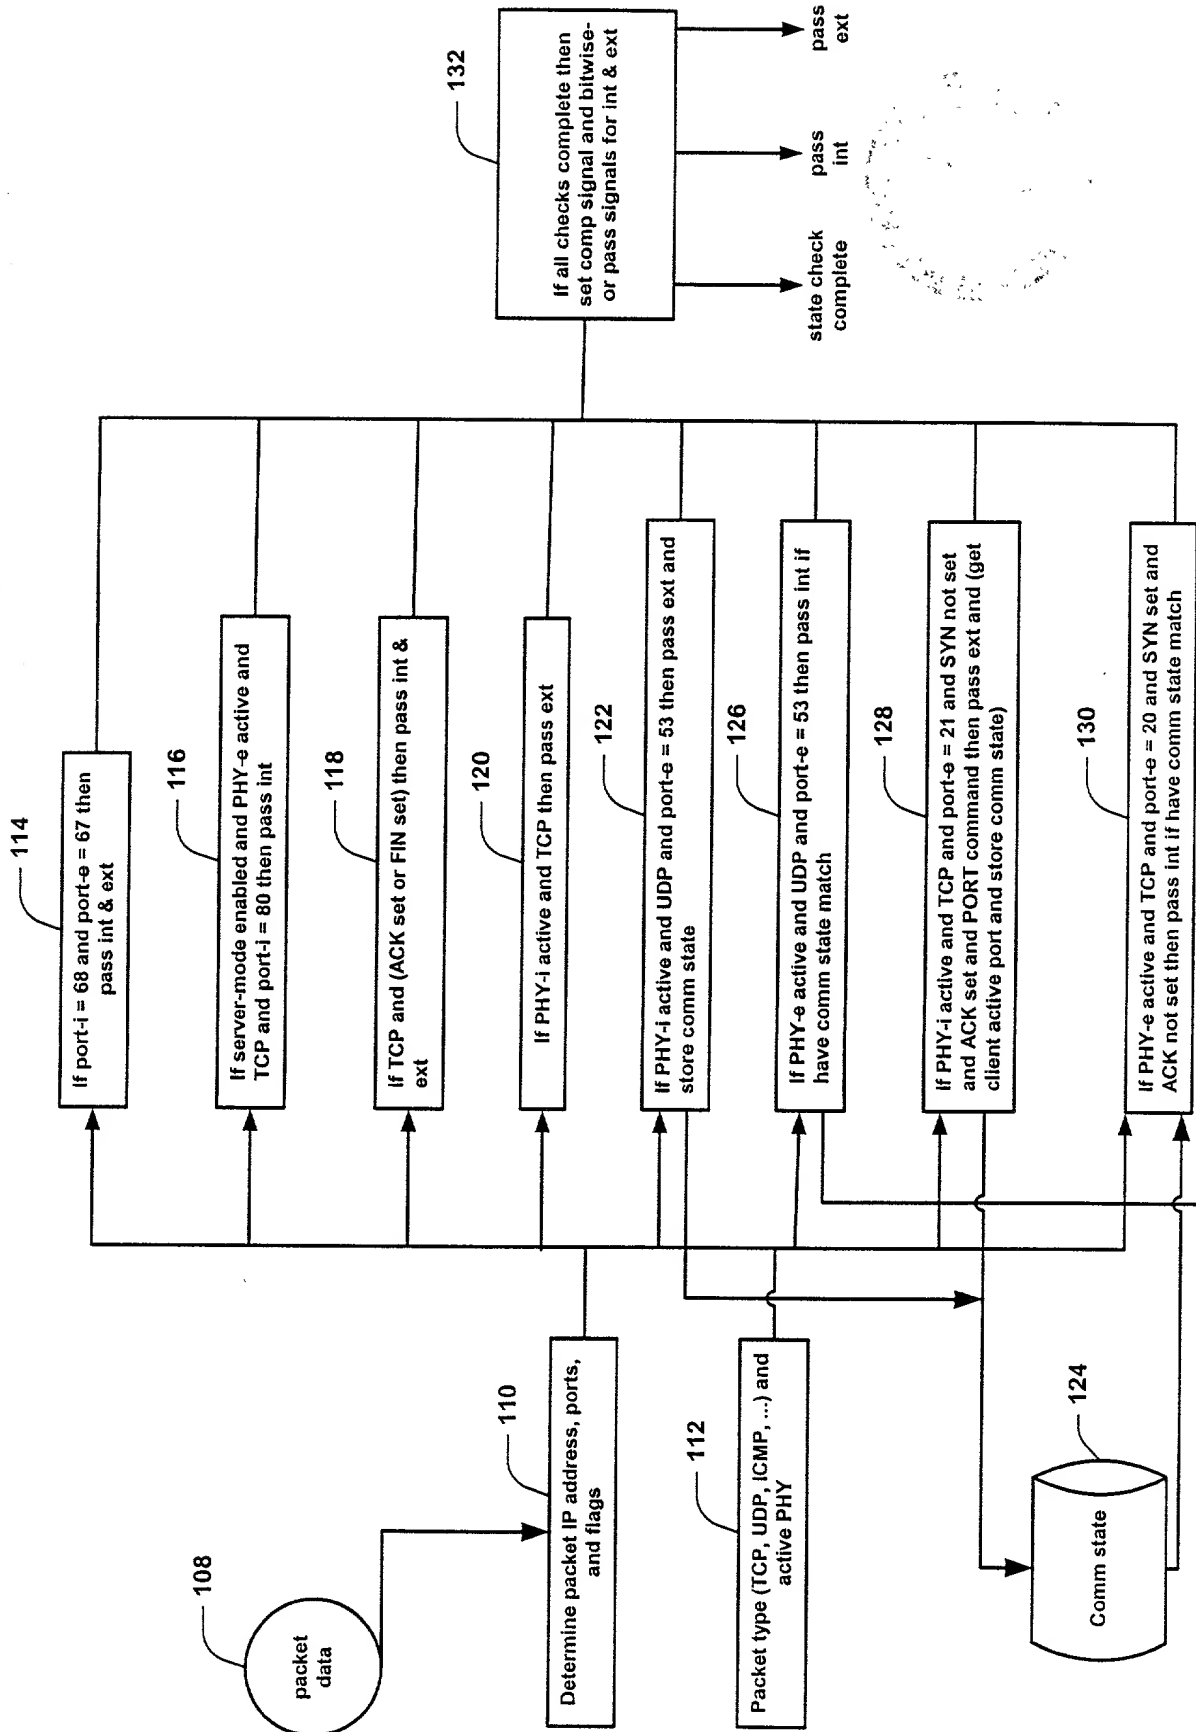 108
packet
data
110
Determine packet IP address, ports,
and flags
112
Packet type (TCP, UDP, ICMP, ...) and
active PHY
124
Comm state
114
If port-i = 68 and port-e = 67 then
pass int & ext
116
If server-mode enabled and PHY-e active and
TCP and port-i = 80 then pass int
118
If TCP and (ACK set or FIN set) then pass int &
ext
120
If PHY-i active and TCP then pass ext
122
If PHY-i active and UDP and port-e = 53 then pass ext and
store comm state
126
If PHY-e active and UDP and port-e = 53 then pass int if
have comm state match
128
If PHY-i active and TCP and port-e = 21 and SYN not set
and ACK set and PORT command then pass ext and (get
client active port and store comm state)
130
If PHY-e active and TCP and port-e = 20 and SYN set and
ACK not set then pass int if have comm state match
132
If all checks complete then
set comp signal and bitwise-
or pass signals for int & ext
state check
complete
pass
int
pass
ext